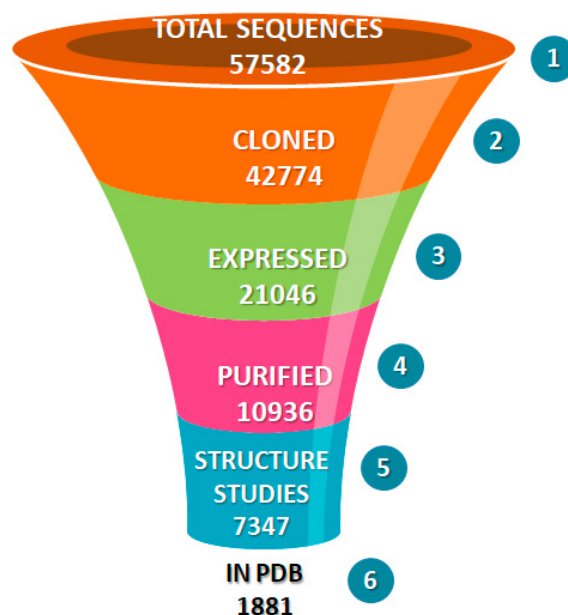 TOTAL SEQUENCES
57582
1
CLONED
42774
2
EXPRESSED
21046
3
PURIFIED
10936
4
STRUCTURE
STUDIES
7347
5
IN PDB
1881
6